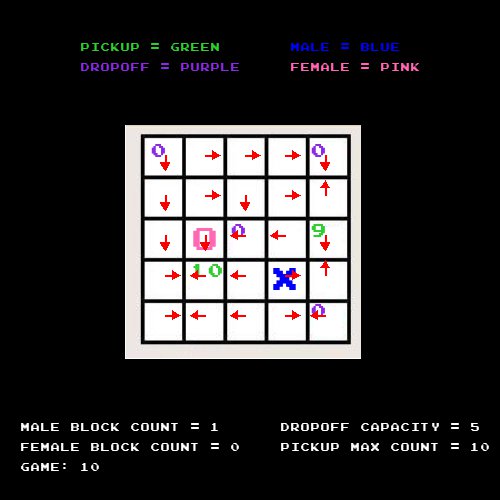 PICKUP = GREEN MALE = BLUE
DROPOFF = PURPLE FEMALE = PINK
0 0
0 9
10
0
MALE BLOCK COUNT = 1 DROPOFF CAPACITY = 5
FEMALE BLOCK COUNT = 0 PICKUP MAX COUNT = 10
GAME: 10